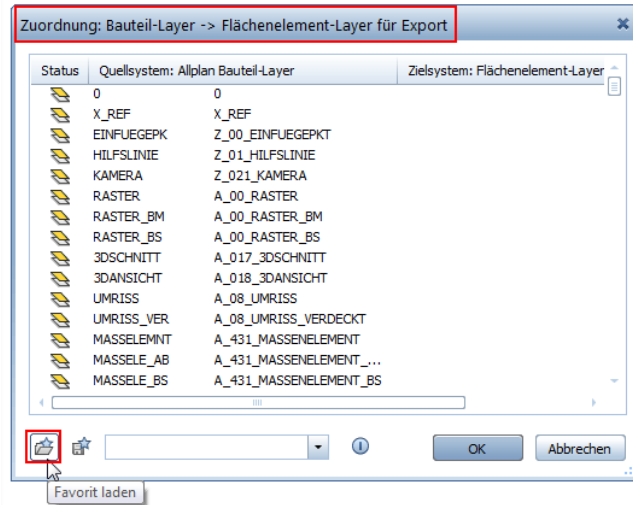 Zuordnung: Bauteil-Layer -> Flächenelement-Layer für Export
Status Quellsystem: Allplan Bauteil-Layer Zielsystem: Flächenelement-Layer
0 0
X_REF X_REF
EINFUEGEPK Z_00_EINFUEGEPKT
HILFSLINIE Z_01_HILFSLINIE
KAMERA Z_021_KAMERA
RASTER A_00_RASTER
RASTER_BM A_00_RASTER_BM
RASTER_BS A_00_RASTER_BS
3DSCHNITT A_017_3DSCHNITT
3DANSICHT A_018_3DANSICHT
UMRISS A_08_UMRISS
UMRISS_VER A_08_UMRISS_VERDECKT
MASSELEMNT A_431_MASSENELEMENT
MASSELE_AB A_431_MASSENELEMENT_...
MASSELE_BS A_431_MASSENELEMENT_BS
OK Abbrechen
Favorit laden